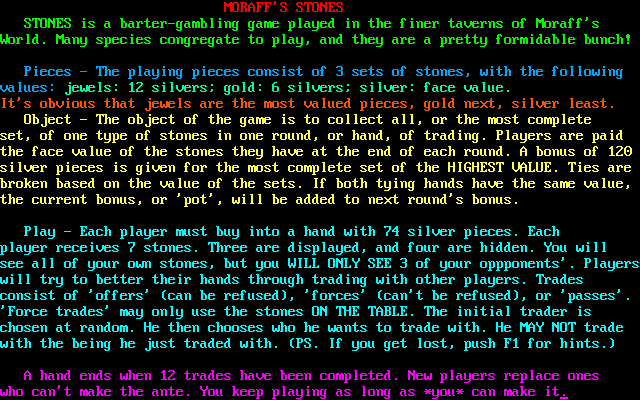 MORAFF'S STONES
STONES is a barter-gambling game played in the finer taverns of Moraff's
World. Many species congregate to play, and they are a pretty formidable bunch!
Pieces - The playing pieces consist of 3 sets of stones, with the following
values: jewels: 12 silvers; gold: 6 silvers; silver: face value.
It's obvious that jewels are the most valued pieces, gold next, silver least.
Object - The object of the game is to collect all, or the most complete
set, of one type of stones in one round, or hand, of trading. Players are paid
the face value of the stones they have at the end of each round. A bonus of 120
silver pieces is given for the most complete set of the HIGHEST VALUE. Ties are
broken based on the value of the sets. If both tying hands have the same value,
the current bonus, or 'pot', will be added to next round's bonus.
Play - Each player must buy into a hand with 74 silver pieces. Each
player receives 7 stones. Three are displayed, and four are hidden. You will
see all of your own stones, but you WILL ONLY SEE 3 of your oppponents'. Players
will try to better their hands through trading with other players. Trades
consist of 'offers' (can be refused), 'forces' (can't be refused), or 'passes'.
'Force trades' may only use the stones ON THE TABLE. The initial trader is
chosen at random. He then chooses who he wants to trade with. He MAY NOT trade
with the being he just traded with. (PS. If you get lost, push F1 for hints.)
A hand ends when 12 trades have been completed. New players replace ones
who can't make the ante. You keep playing as long as *you* can make it.